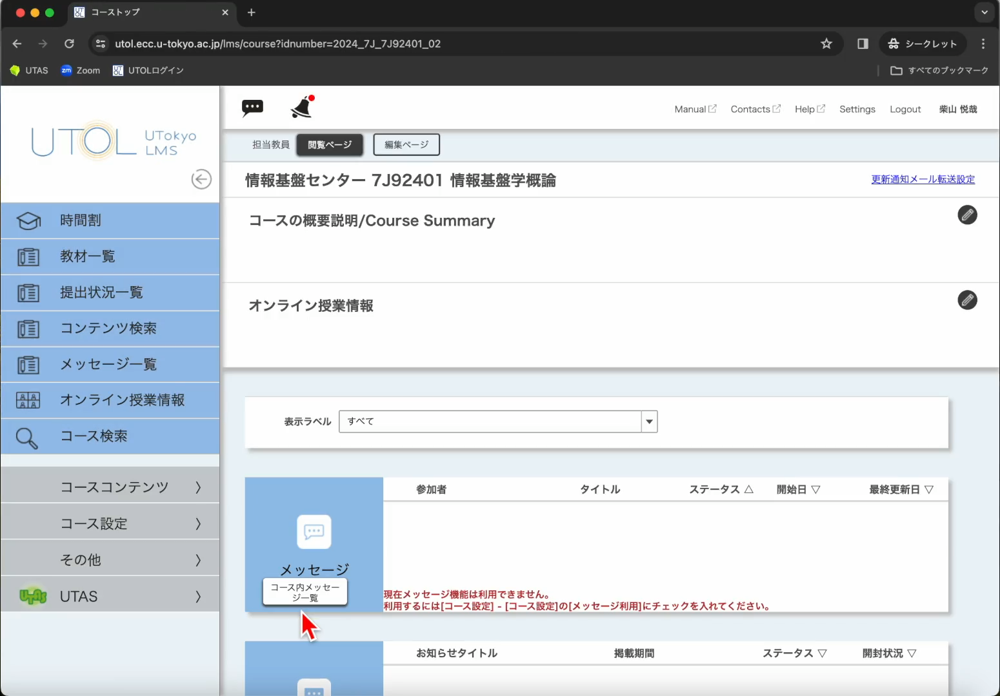 コーストップ
utol.ecc.u-tokyo.ac.jp/lms/course?idnumber=2024_7J_7J92401_02
シークレット
UTAS
zm Zoom
UTOLログイン
すべてのブックマーク
UTOL UTokyo LMS
Manual
Contacts
Help
Settings
Logout
柴山 悦哉
担当教員
閲覧ページ
編集ページ
情報基盤センター 7J92401 情報基盤学概論
更新通知メール転送設定
コースの概要説明/Course Summary
オンライン授業情報
時間割
教材一覧
提出状況一覧
コンテンツ検索
メッセージ一覧
オンライン授業情報
コース検索
コースコンテンツ 〉
コース設定 〉
その他 〉
UTAS UTAS 〉
表示ラベル
すべて
参加者 タイトル ステータス △ 開始日 ▽ 最終更新日 ▽
メッセージ
コース内メッセー
ジ一覧
現在メッセージ機能は利用できません。
利用するには[コース設定] - [コース設定]の[メッセージ利用]にチェックを入れてください。
お知らせタイトル 掲載期間 ステータス ▽ 開封状況 ▽